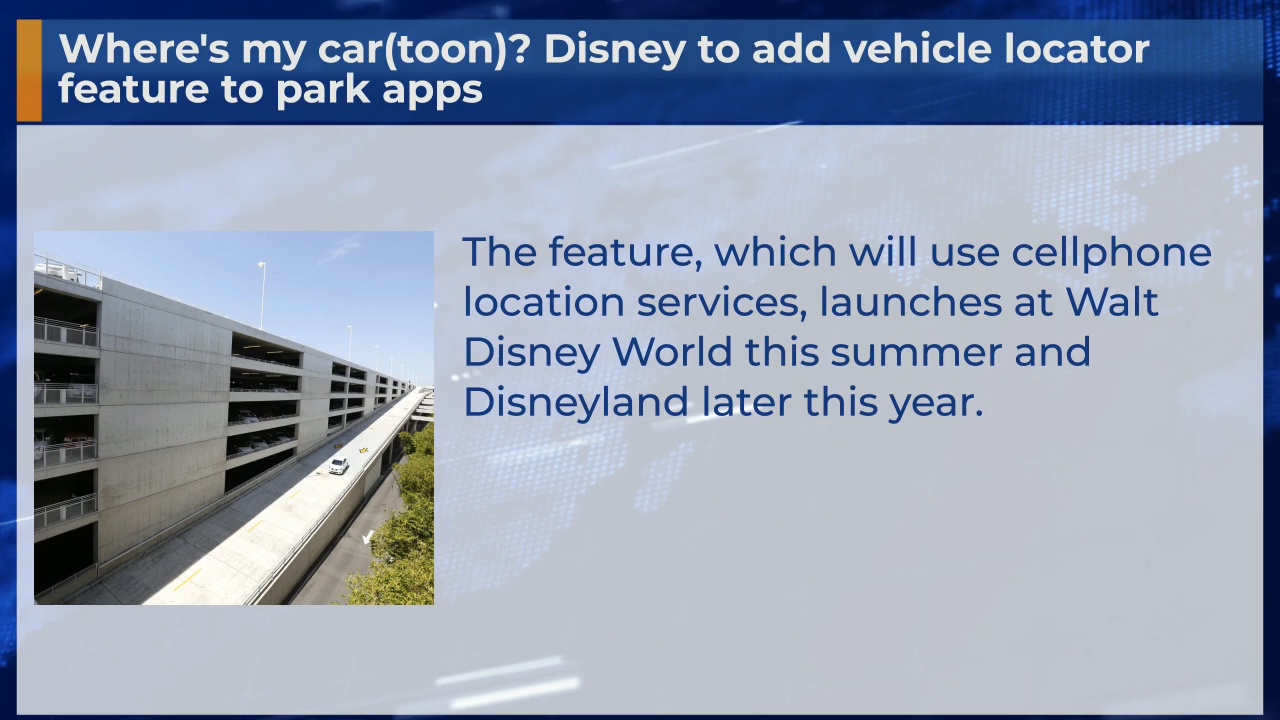 Where's my car(toon)? Disney to add vehicle locator
feature to park apps
The feature, which will use cellphone
location services, launches at Walt
Disney World this summer and
Disneyland later this year.